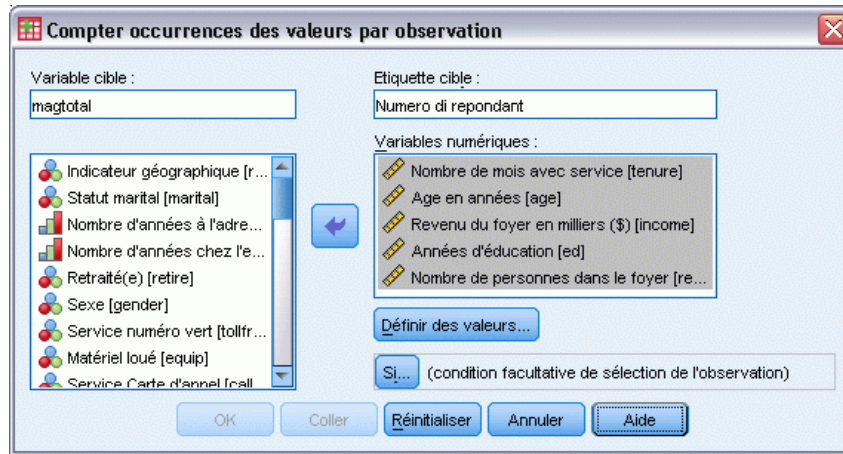 Compter occurrences des valeurs par observation
Variable cible :
magtotal
Etiquette cible :
Numero di repondant
Indicateur géographique [r...
Statut marital [marital]
Nombre d'années à l'adre...
Nombre d'années chez l'e...
Retraité(e) [retire]
Sexe [gender]
Service numéro vert [tollfr...
Matériel loué [equip]
Service Carte d'appel [call
Variables numériques :
Nombre de mois avec service [tenure]
Age en années [age]
Revenu du foyer en milliers ($) [income]
Années d'éducation [ed]
Nombre de personnes dans le foyer [re...
Définir des valeurs...
Si... (condition facultative de sélection de l'observation)
OK Coller Réinitialiser Annuler Aide